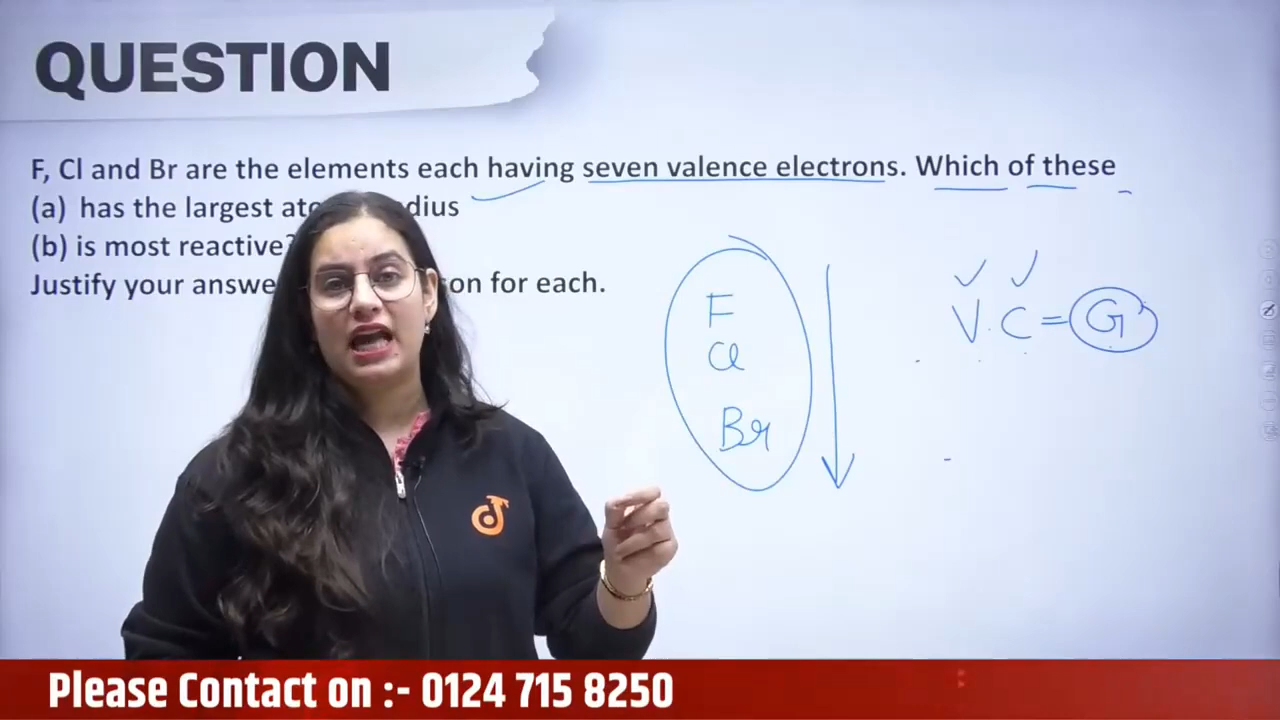 QUESTION
F, Cl and Br are the elements each having seven valence electrons. Which of these
(a) has the largest dius
(b) is most reactive?
Justify your answe on for each.
F
Cl
Br
V.C = G
Please Contact on :- 0124 715 8250